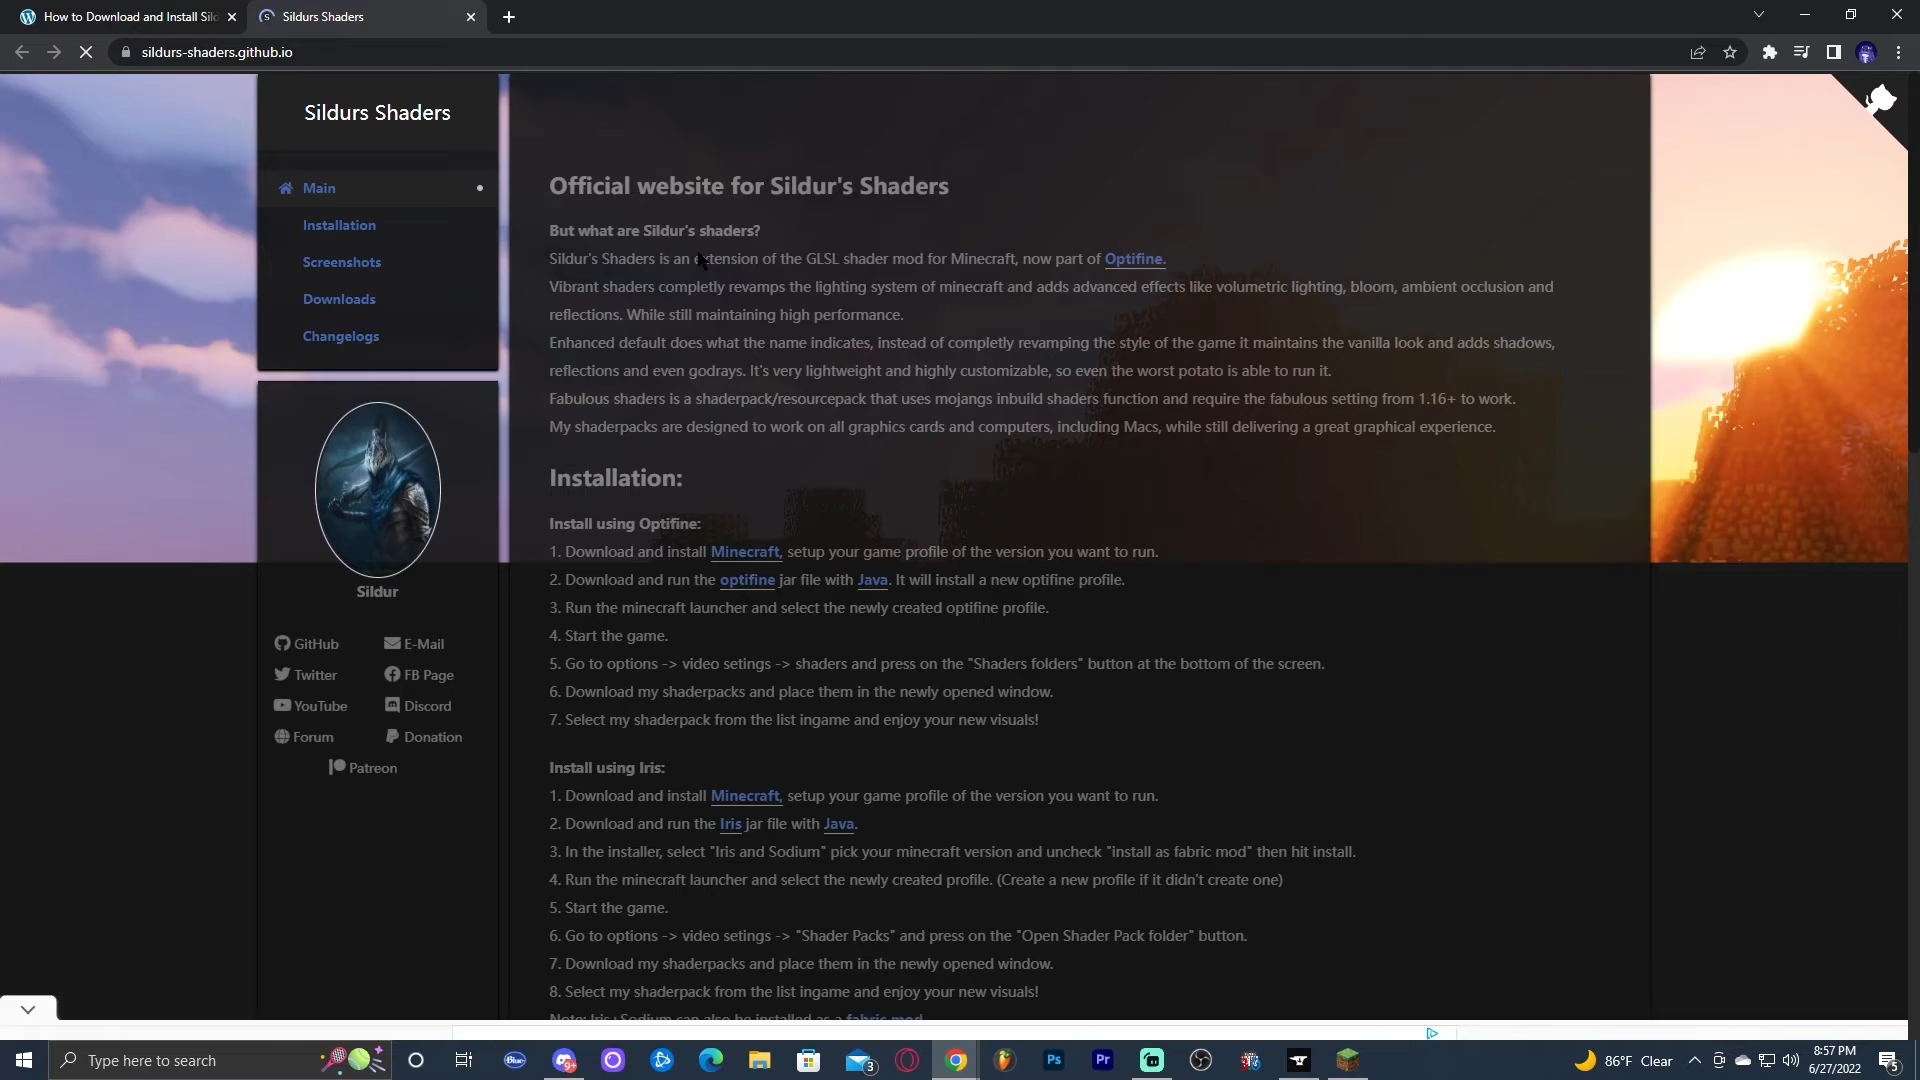 How to Download and Install Sild
Sildurs Shaders
sildurs-shaders.github.io
Sildurs Shaders
Main
Installation
Screenshots
Downloads
Changelogs
Sildur
GitHub
E-Mail
Twitter
FB Page
YouTube
Discord
Forum
Donation
Patreon
Official website for Sildur's Shaders
But what are Sildur's shaders?
Sildur's Shaders is an extension of the GLSL shader mod for Minecraft, now part of Optifine.
Vibrant shaders completly revamps the lighting system of minecraft and adds advanced effects like volumetric lighting, bloom, ambient occlusion and
reflections. While still maintaining high performance.
Enhanced default does what the name indicates, instead of completly revamping the style of the game it maintains the vanilla look and adds shadows,
reflections and even godrays. It's very lightweight and highly customizable, so even the worst potato is able to run it.
Fabulous shaders is a shaderpack/resourcepack that uses mojangs inbuild shaders function and require the fabulous setting from 1.16+ to work.
My shaderpacks are designed to work on all graphics cards and computers, including Macs, while still delivering a great graphical experience.
Installation:
Install using Optifine:
1. Download and install Minecraft, setup your game profile of the version you want to run.
2. Download and run the optifine jar file with Java. It will install a new optifine profile.
3. Run the minecraft launcher and select the newly created optifine profile.
4. Start the game.
5. Go to options -> video setings -> shaders and press on the "Shaders folders" button at the bottom of the screen.
6. Download my shaderpacks and place them in the newly opened window.
7. Select my shaderpack from the list ingame and enjoy your new visuals!
Install using Iris:
1. Download and install Minecraft, setup your game profile of the version you want to run.
2. Download and run the Iris jar file with Java.
3. In the installer, select "Iris and Sodium" pick your minecraft version and uncheck "install as fabric mod" then hit install.
4. Run the minecraft launcher and select the newly created profile. (Create a new profile if it didn't create one)
5. Start the game.
6. Go to options -> video setings -> "Shader Packs" and press on the "Open Shader Pack folder" button.
7. Download my shaderpacks and place them in the newly opened window.
8. Select my shaderpack from the list ingame and enjoy your new visuals!
Note: Iris+Sodium can also be installed as a fabric mod
Type here to search
Blue
9+
3
Ps
Pr
86°F Clear
8:57 PM
6/27/2022
5